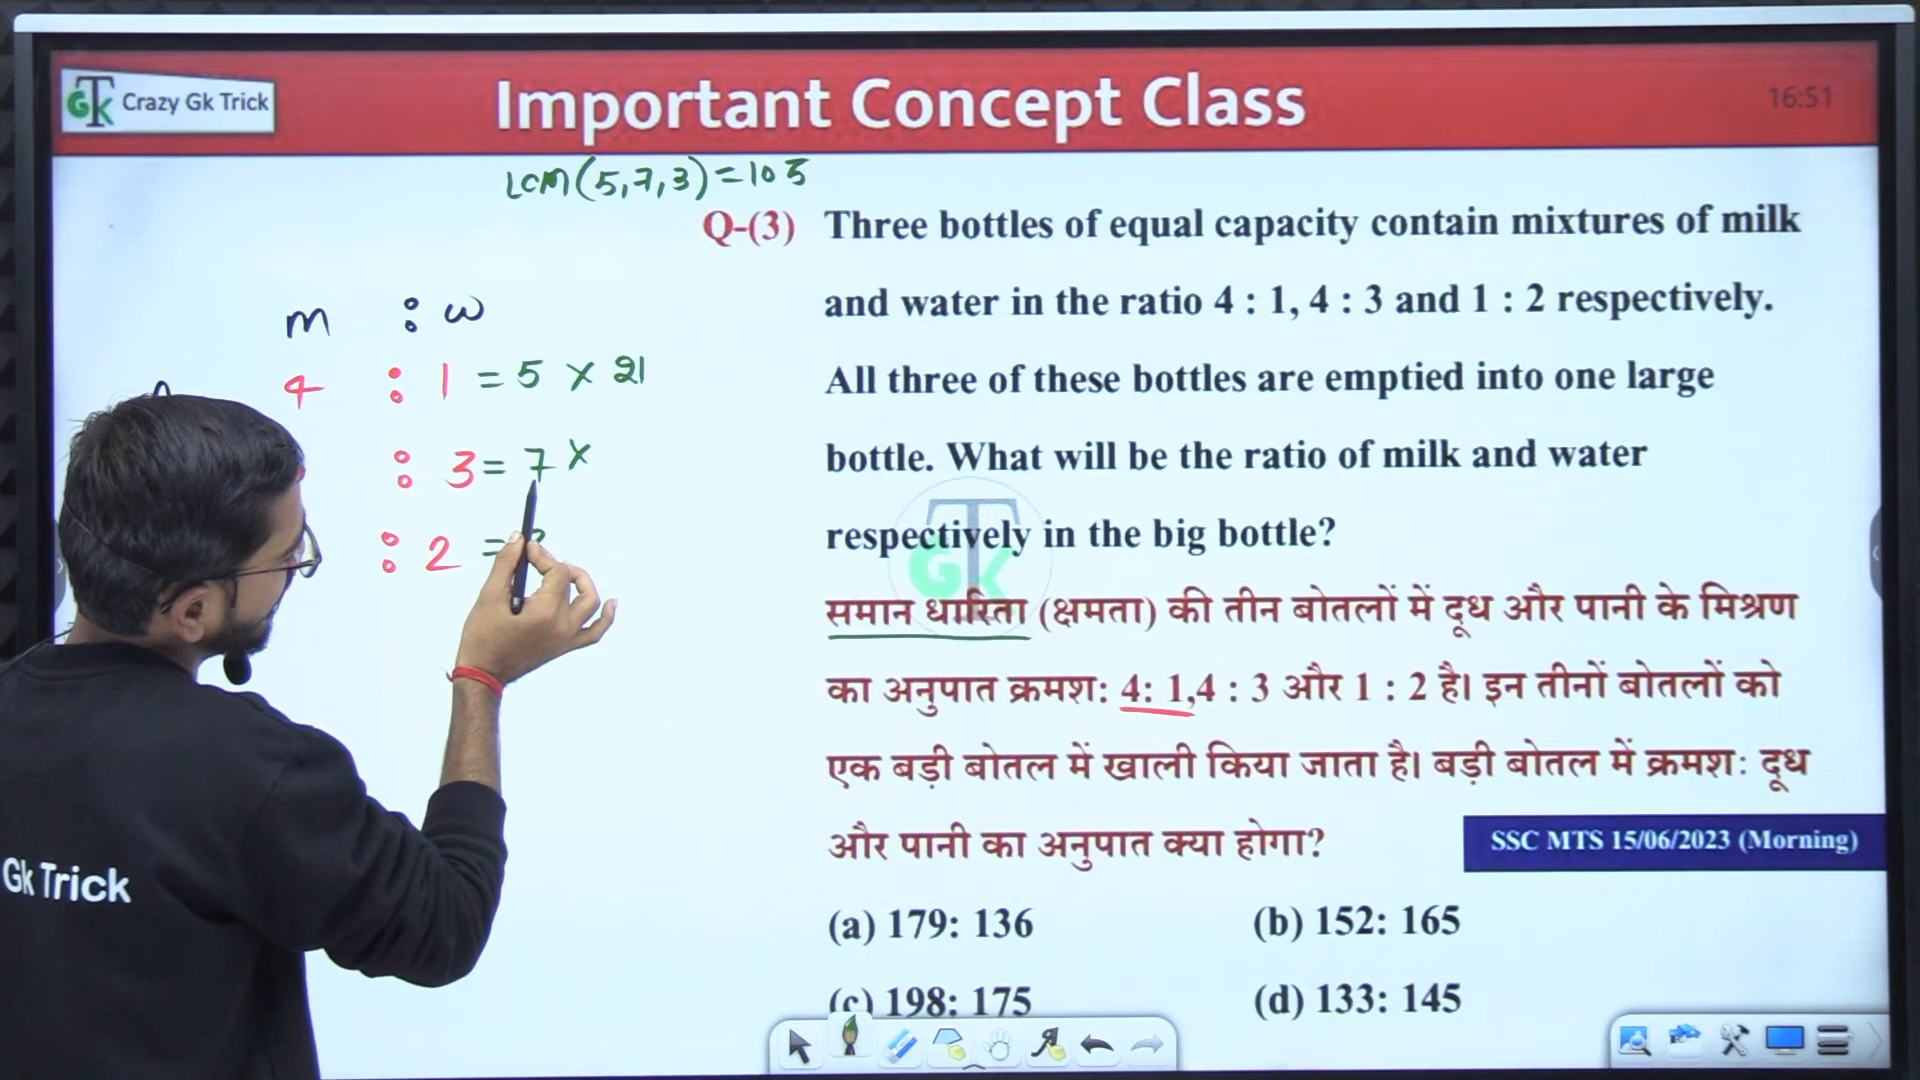 Crazy Gk Trick
Important Concept Class
16:51
LCM(5,7,3)=105
Q-(3) Three bottles of equal capacity contain mixtures of milk
and water in the ratio 4 : 1, 4 : 3 and 1 : 2 respectively.
All three of these bottles are emptied into one large
bottle. What will be the ratio of milk and water
respectively in the big bottle?
समान धारिता (क्षमता) की तीन बोतलों में दूध और पानी के मिश्रण
का अनुपात क्रमश: 4: 1,4 : 3 और 1 : 2 है। इन तीनों बोतलों को
एक बड़ी बोतल में खाली किया जाता है। बड़ी बोतल में क्रमश: दूध
और पानी का अनुपात क्या होगा?
SSC MTS 15/06/2023 (Morning)
(a) 179: 136
(b) 152: 165
(c) 198: 175
(d) 133: 145
m : w
4 : 1 = 5 × 21
: 3 = 7 ×
: 2 =
GTK
Gk Trick